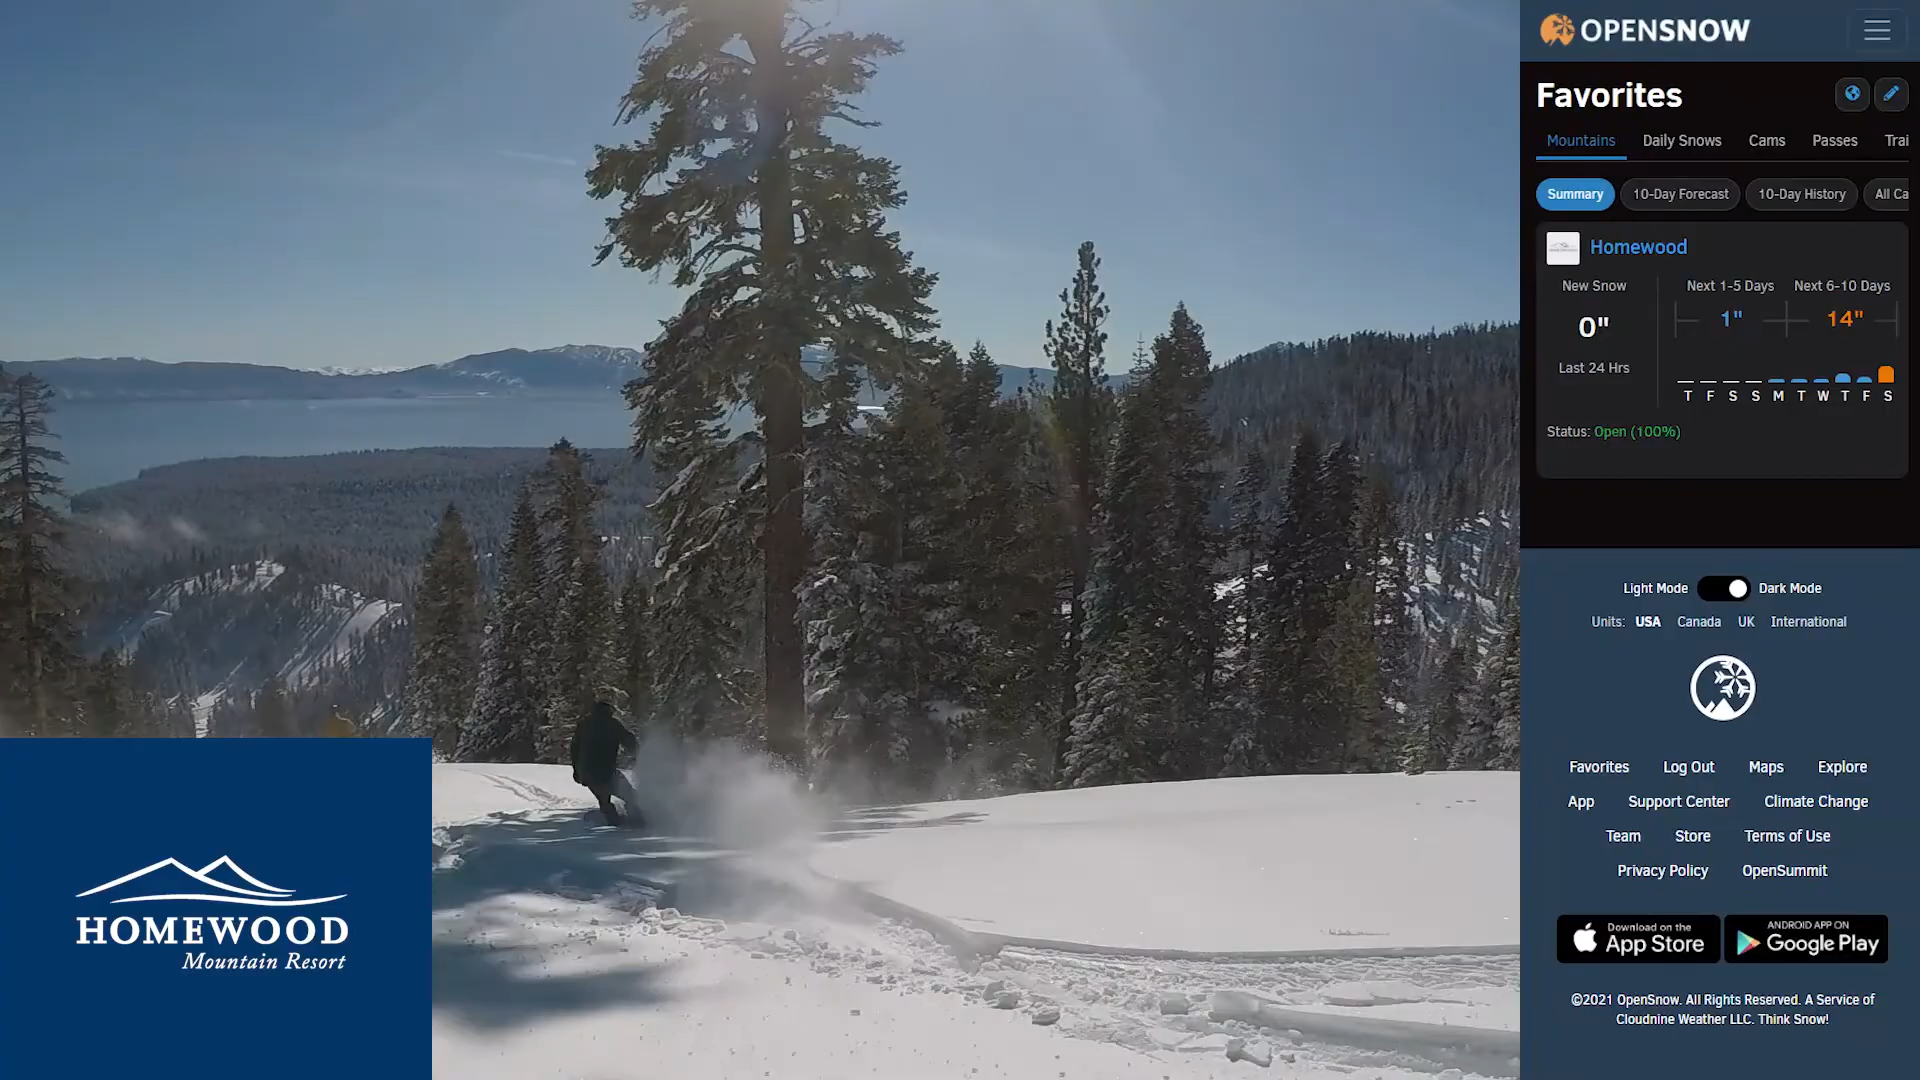 OPENSNOW
Favorites
Mountains Daily Snows Cams Passes Trai
Summary 10-Day Forecast 10-Day History All Ca
Homewood
New Snow Next 1-5 Days Next 6-10 Days
0" 1" 14"
Last 24 Hrs
T F S S M T W T F S
Status: Open (100%)
Light Mode Dark Mode
Units: USA Canada UK International
Favorites Log Out Maps Explore
App Support Center Climate Change
Team Store Terms of Use
Privacy Policy OpenSummit
Download on the
App Store
ANDROID APP ON
Google Play
©2021 OpenSnow. All Rights Reserved. A Service of
Cloudnine Weather LLC. Think Snow!
HOMEWOOD
Mountain Resort